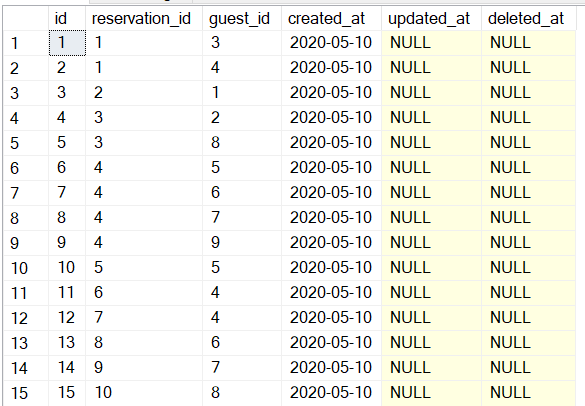 id reservation_id guest_id created_at updated_at deleted_at
1 1 1 3 2020-05-10 NULL NULL
2 2 1 4 2020-05-10 NULL NULL
3 3 2 1 2020-05-10 NULL NULL
4 4 3 2 2020-05-10 NULL NULL
5 5 3 8 2020-05-10 NULL NULL
6 6 4 5 2020-05-10 NULL NULL
7 7 4 6 2020-05-10 NULL NULL
8 8 4 7 2020-05-10 NULL NULL
9 9 4 9 2020-05-10 NULL NULL
10 10 5 5 2020-05-10 NULL NULL
11 11 6 4 2020-05-10 NULL NULL
12 12 7 4 2020-05-10 NULL NULL
13 13 8 6 2020-05-10 NULL NULL
14 14 9 7 2020-05-10 NULL NULL
15 15 10 8 2020-05-10 NULL NULL